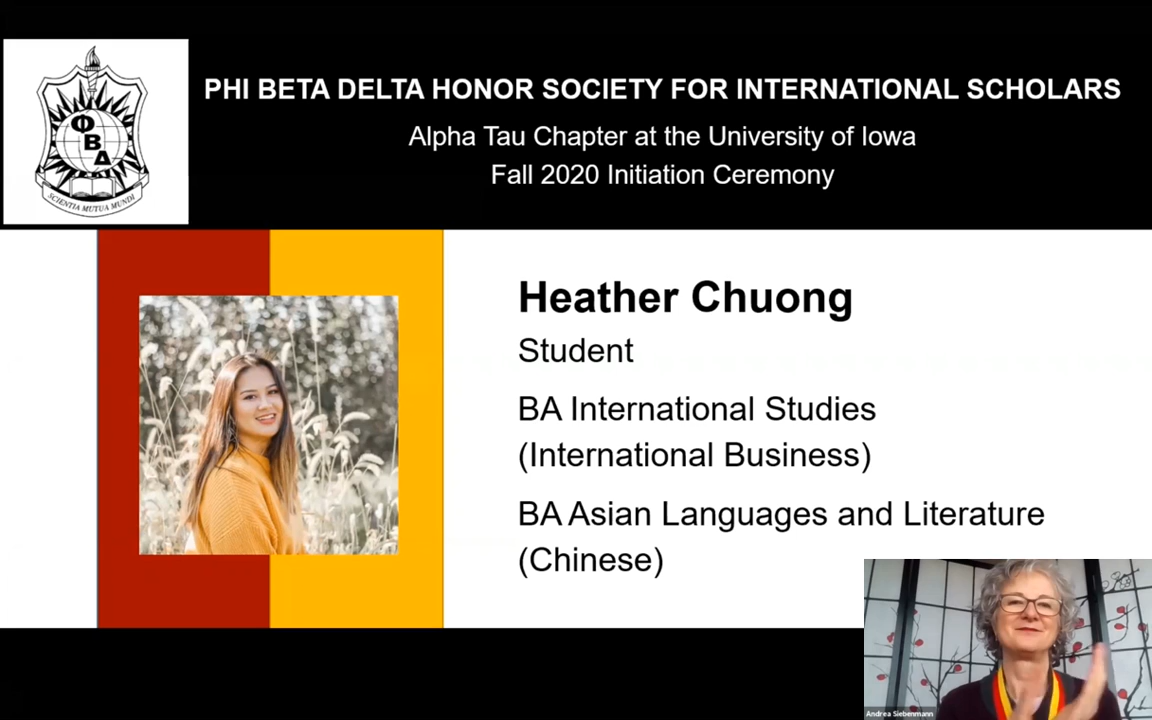 PHI BETA DELTA HONOR SOCIETY FOR INTERNATIONAL SCHOLARS
Alpha Tau Chapter at the University of Iowa
Fall 2020 Initiation Ceremony
Φ
Β
Δ
SCIENTIA MUTUA MUNDI
Heather Chuong
Student
BA International Studies
(International Business)
BA Asian Languages and Literature
(Chinese)
Andrea Siebenmann